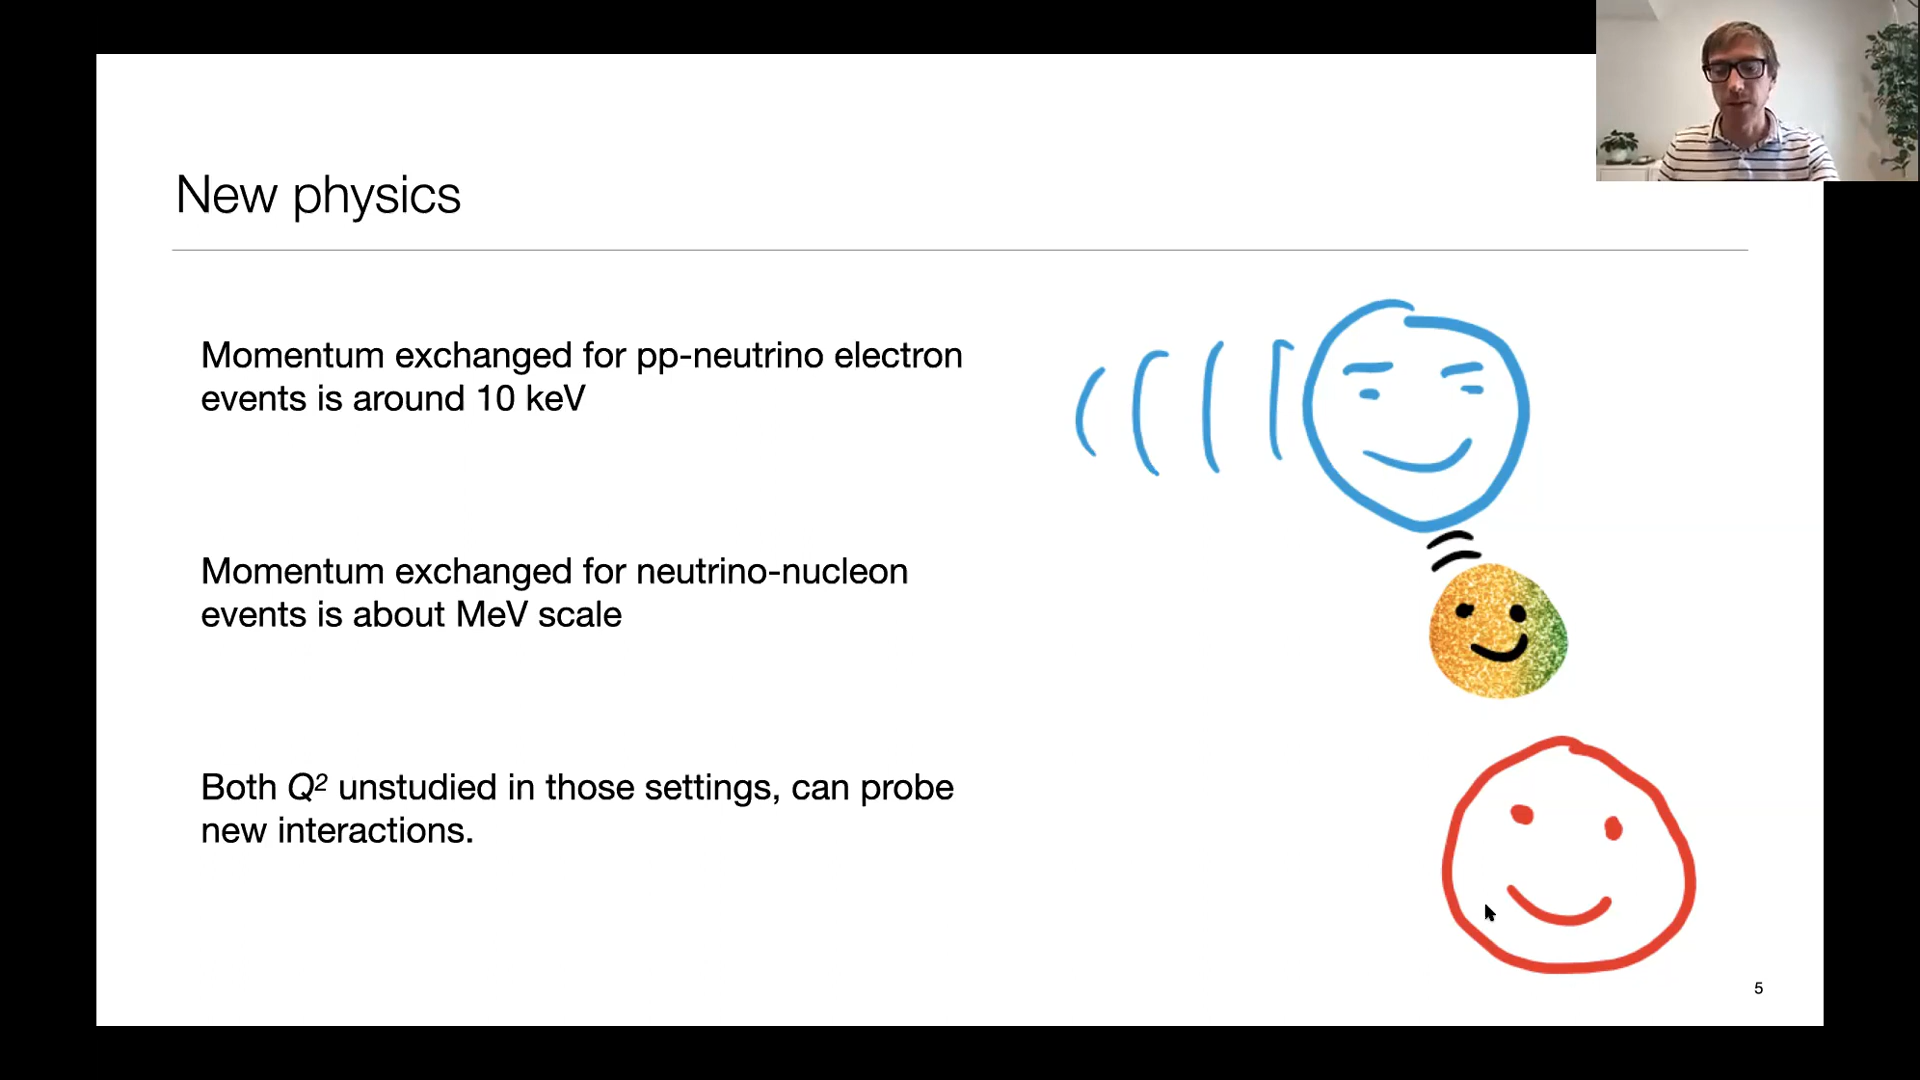 New physics
Momentum exchanged for pp-neutrino electron
events is around 10 keV
Momentum exchanged for neutrino-nucleon
events is about MeV scale
Both Q² unstudied in those settings, can probe
new interactions.
5